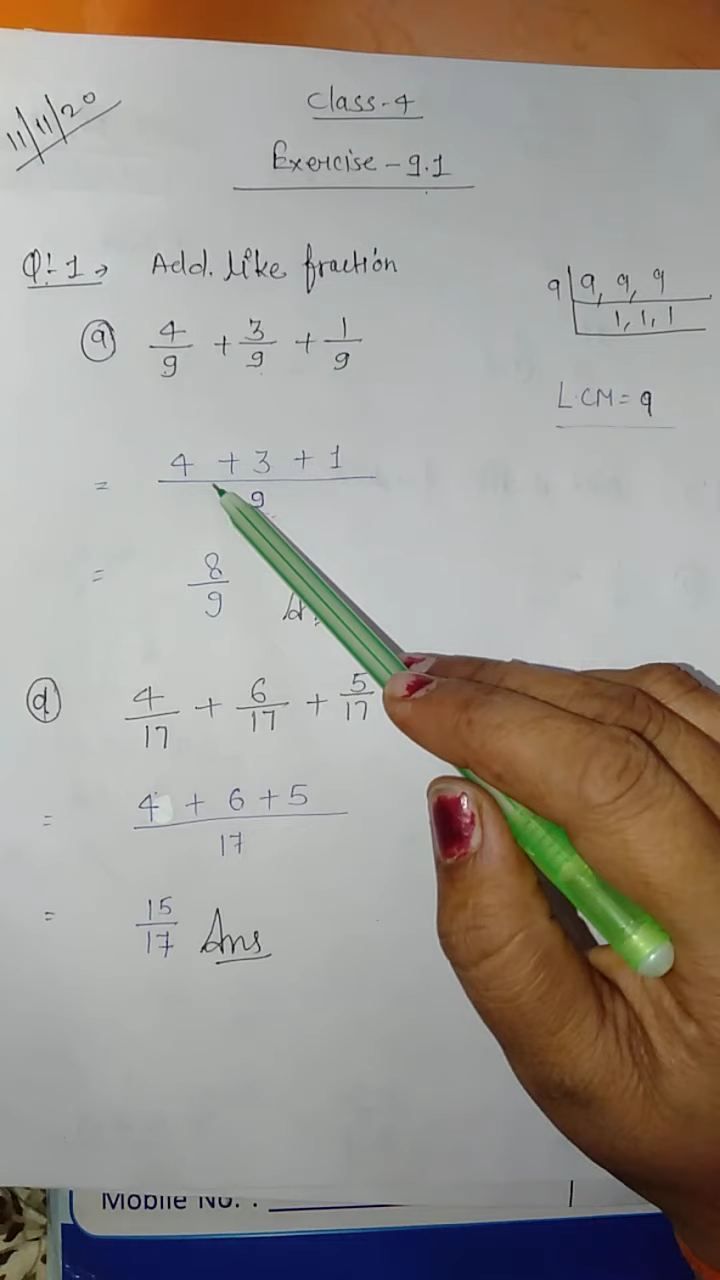 11/11/20
Class-4
Exercise - 9.1
Q:-1→ Add. like fraction
(a) 4/9 + 3/9 + 1/9
9 | 9, 9, 9
1, 1, 1
L.CM = 9
= 4 + 3 + 1 / 9
= 8/9
(d) 4/17 + 6/17 + 5/17
= 4 + 6 + 5 / 17
= 15/17 Ans
Mobile No. :